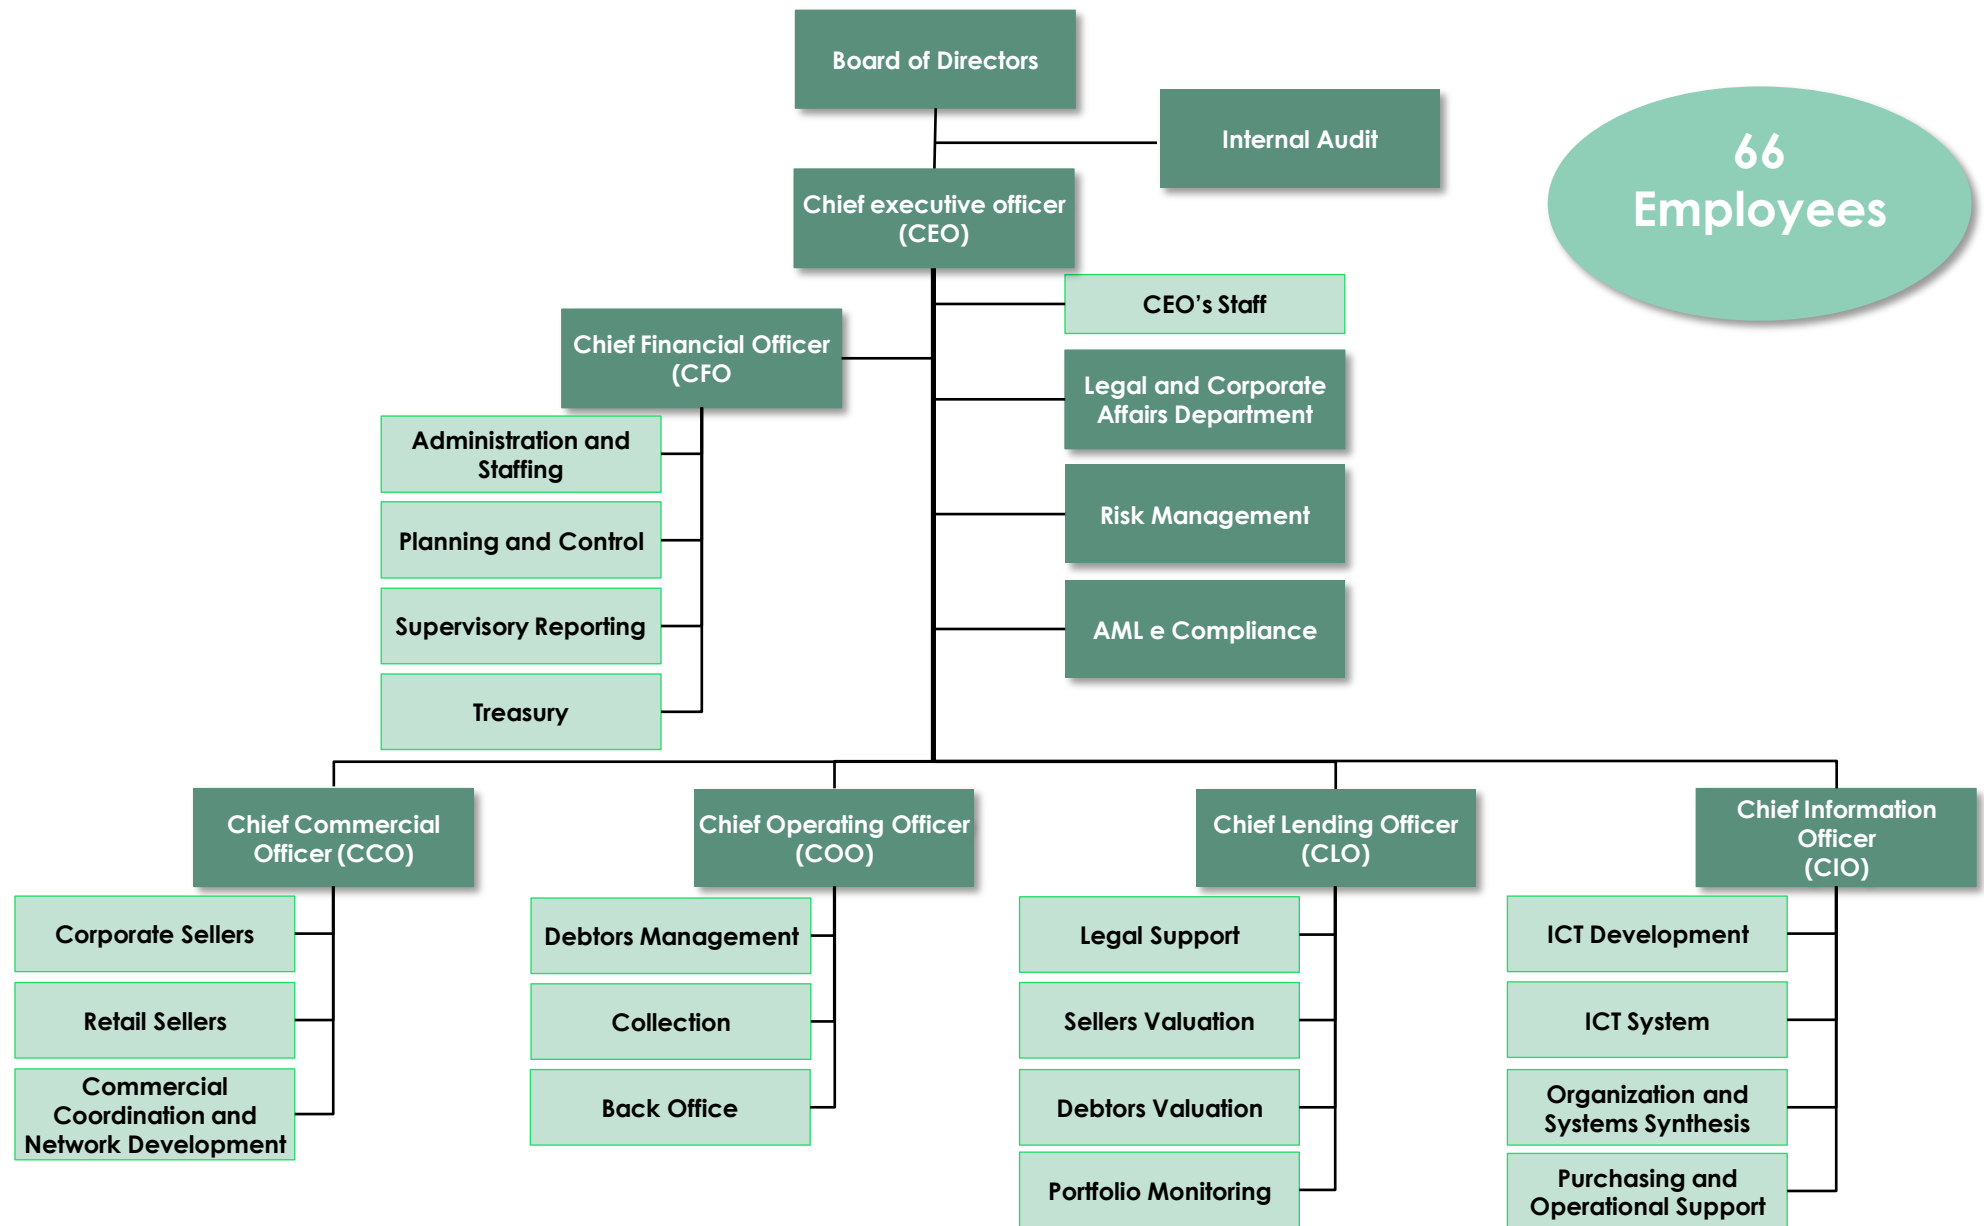 Board of Directors
Internal Audit
66
Employees
Chief executive officer
(CEO)
CEO’s Staff
Chief Financial Officer
(CFO
Legal and Corporate
Affairs Department
Administration and
Staffing
Planning and Control
Risk Management
Supervisory Reporting
AML e Compliance
Treasury
Chief Commercial
Officer (CCO)
Chief Operating Officer
(COO)
Chief Lending Officer
(CLO)
Chief Information
Officer
(CIO)
Corporate Sellers
Retail Sellers
Commercial
Coordination and
Network Development
Debtors Management
Collection
Back Office
Legal Support
Sellers Valuation
Debtors Valuation
Portfolio Monitoring
ICT Development
ICT System
Organization and
Systems Synthesis
Purchasing and
Operational Support